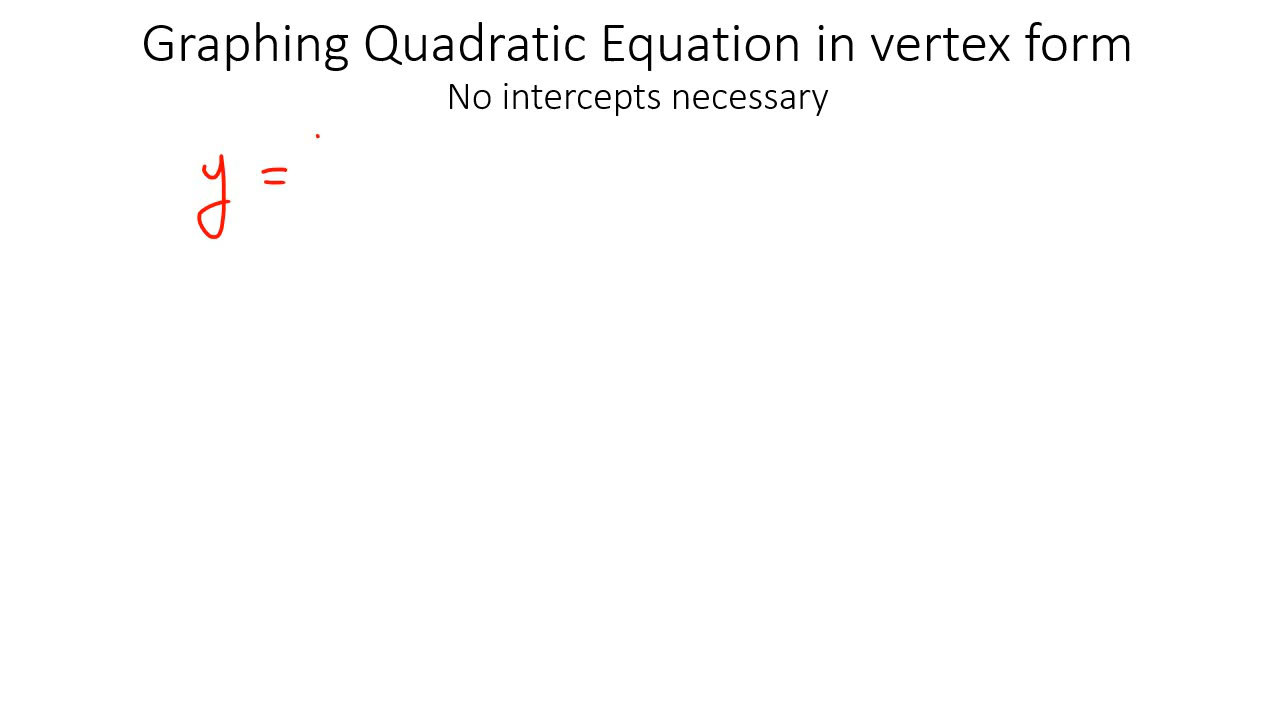 Graphing Quadratic Equation in vertex form
No intercepts necessary
y =